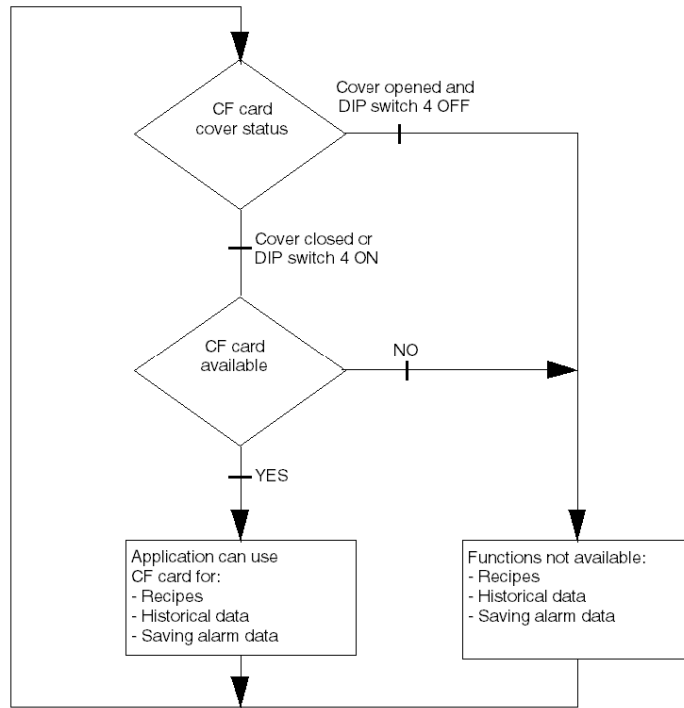 CF card
cover status
Cover opened and
DIP switch 4 OFF
Cover closed or
DIP switch 4 ON
CF card
available
NO
YES
Application can use
CF card for:
- Recipes
- Historical data
- Saving alarm data
Functions not available:
- Recipes
- Historical data
- Saving alarm data